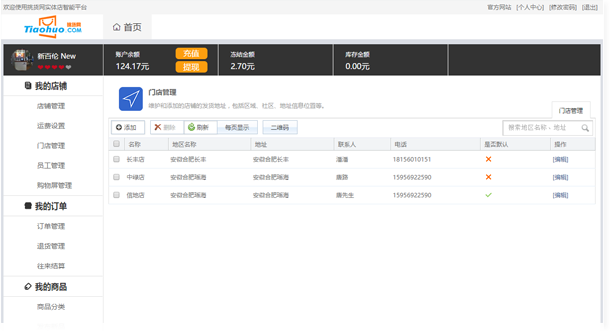 欢迎使用挑货网实体店智能平台
官方网站 [个人中心] [修改密码] [退出]
Tiaohuo.COM 挑货网
首页
新百伦 New
账户余额 充值
124.17元 提现
冻结金额
2.70元
库存金额
0.00元
我的店铺
店铺管理
运费设置
门店管理
员工管理
购物屏管理
我的订单
订单管理
退货管理
往来结算
我的商品
商品分类
门店管理
维护和添加的店铺的发货地址，包括区域、社区、地址信息位置等。
门店管理
添加 删除 刷新 每页显示 二维码
搜索地区名称、地址
名称 地区名称 地址 联系人 电话 是否默认 操作
长丰店 安徽合肥长丰 安徽合肥长丰 潘潘 18156010151 [编辑]
中绿店 安徽合肥瑶海 安徽合肥瑶海 唐路 15956922590 [编辑]
信地店 安徽合肥瑶海 安徽合肥瑶海 唐先生 15956922590 [编辑]